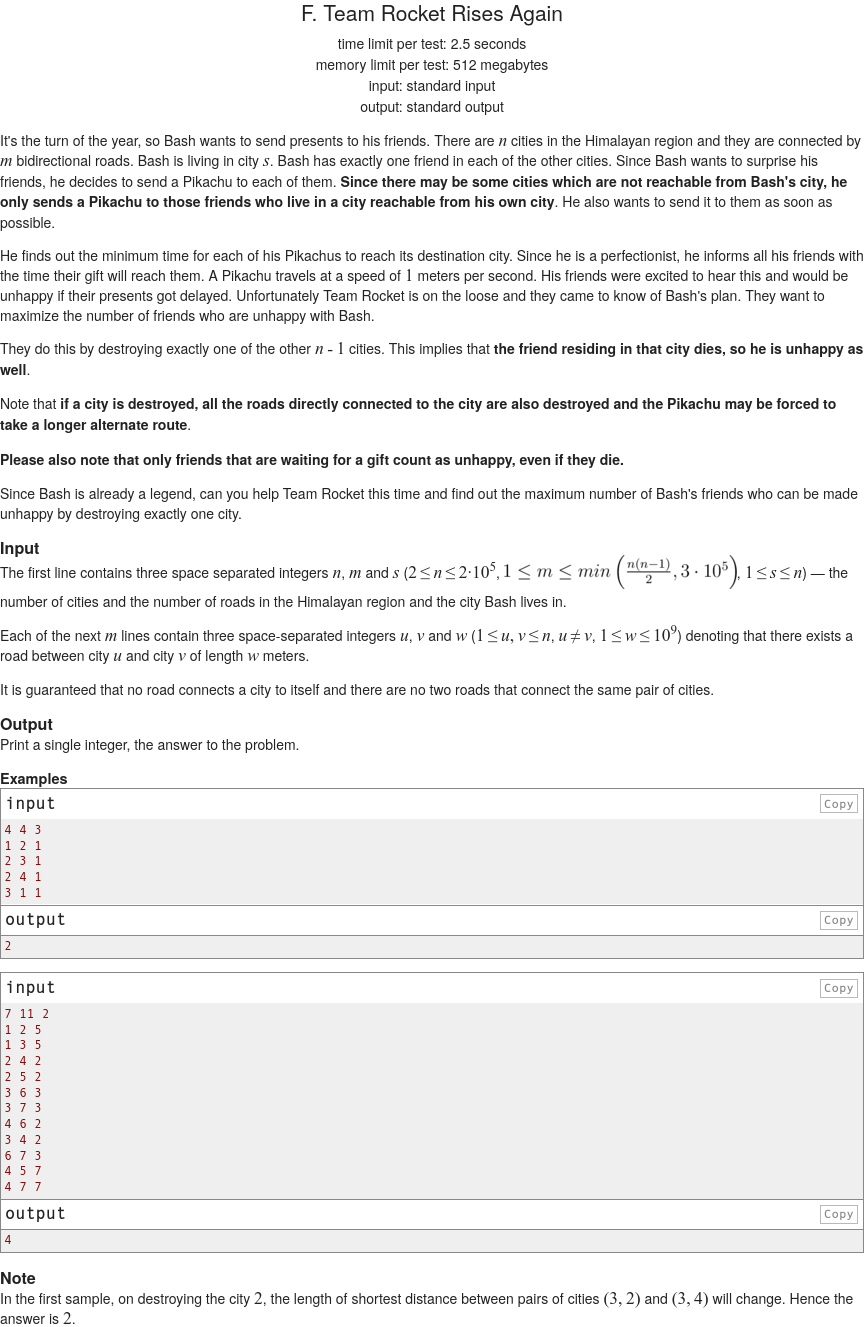 F. Team Rocket Rises Again
time limit per test: 2.5 seconds
memory limit per test: 512 megabytes
input: standard input
output: standard output
It's the turn of the year, so Bash wants to send presents to his friends. There are n cities in the Himalayan region and they are connected by
m bidirectional roads. Bash is living in city s. Bash has exactly one friend in each of the other cities. Since Bash wants to surprise his
friends, he decides to send a Pikachu to each of them. Since there may be some cities which are not reachable from Bash's city, he
only sends a Pikachu to those friends who live in a city reachable from his own city. He also wants to send it to them as soon as
possible.
He finds out the minimum time for each of his Pikachus to reach its destination city. Since he is a perfectionist, he informs all his friends with
the time their gift will reach them. A Pikachu travels at a speed of 1 meters per second. His friends were excited to hear this and would be
unhappy if their presents got delayed. Unfortunately Team Rocket is on the loose and they came to know of Bash's plan. They want to
maximize the number of friends who are unhappy with Bash.
They do this by destroying exactly one of the other n - 1 cities. This implies that the friend residing in that city dies, so he is unhappy as
well.
Note that if a city is destroyed, all the roads directly connected to the city are also destroyed and the Pikachu may be forced to
take a longer alternate route.
Please also note that only friends that are waiting for a gift count as unhappy, even if they die.
Since Bash is already a legend, can you help Team Rocket this time and find out the maximum number of Bash's friends who can be made
unhappy by destroying exactly one city.
Input
The first line contains three space separated integers n, m and s (2 ≤ n ≤ 2·10^5, 1 ≤ m ≤ min(n(n−1)/2, 3 · 10^5), 1 ≤ s ≤ n) — the
number of cities and the number of roads in the Himalayan region and the city Bash lives in.
Each of the next m lines contain three space-separated integers u, v and w (1 ≤ u, v ≤ n, u ≠ v, 1 ≤ w ≤ 10^9) denoting that there exists a
road between city u and city v of length w meters.
It is guaranteed that no road connects a city to itself and there are no two roads that connect the same pair of cities.
Output
Print a single integer, the answer to the problem.
Examples
input Copy
4 4 3
1 2 1
2 3 1
2 4 1
3 1 1
output Copy
2
input Copy
7 11 2
1 2 5
1 3 5
2 4 2
2 5 2
3 6 3
3 7 3
4 6 2
3 4 2
6 7 3
4 5 7
4 7 7
output Copy
4
Note
In the first sample, on destroying the city 2, the length of shortest distance between pairs of cities (3, 2) and (3, 4) will change. Hence the
answer is 2.